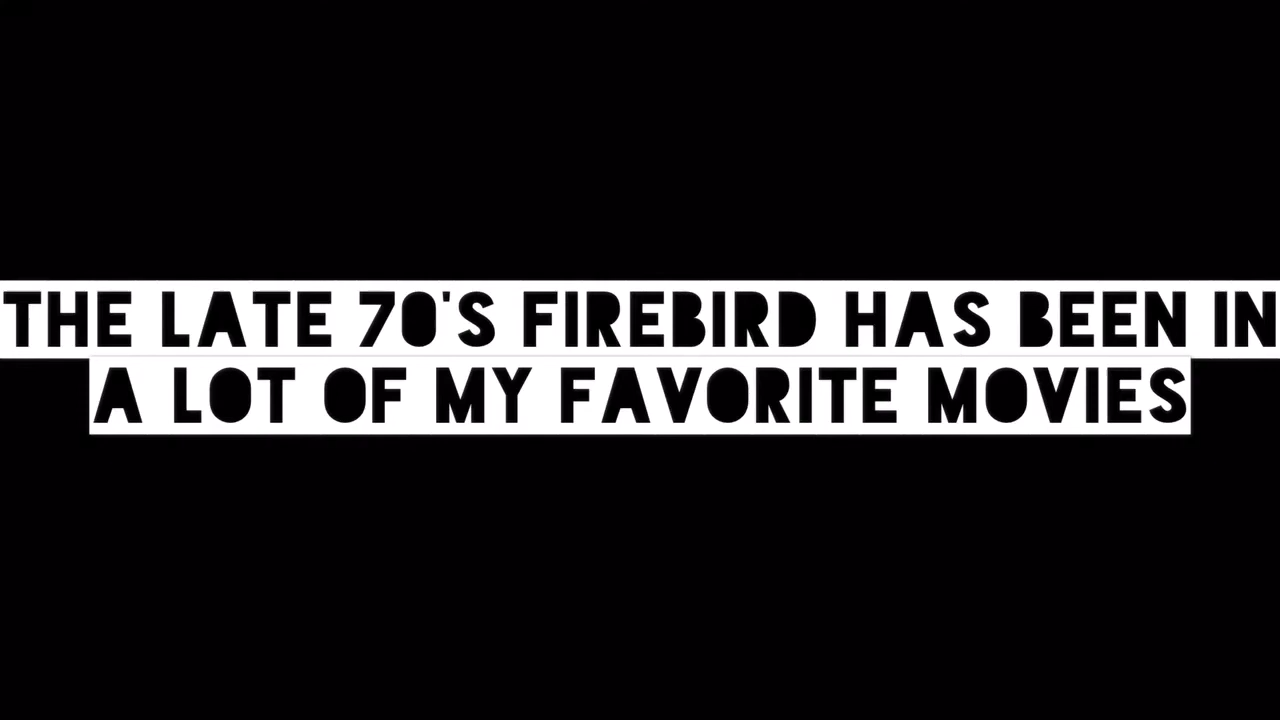 THE LATE 70'S FIREBIRD HAS BEEN IN
A LOT OF MY FAVORITE MOVIES